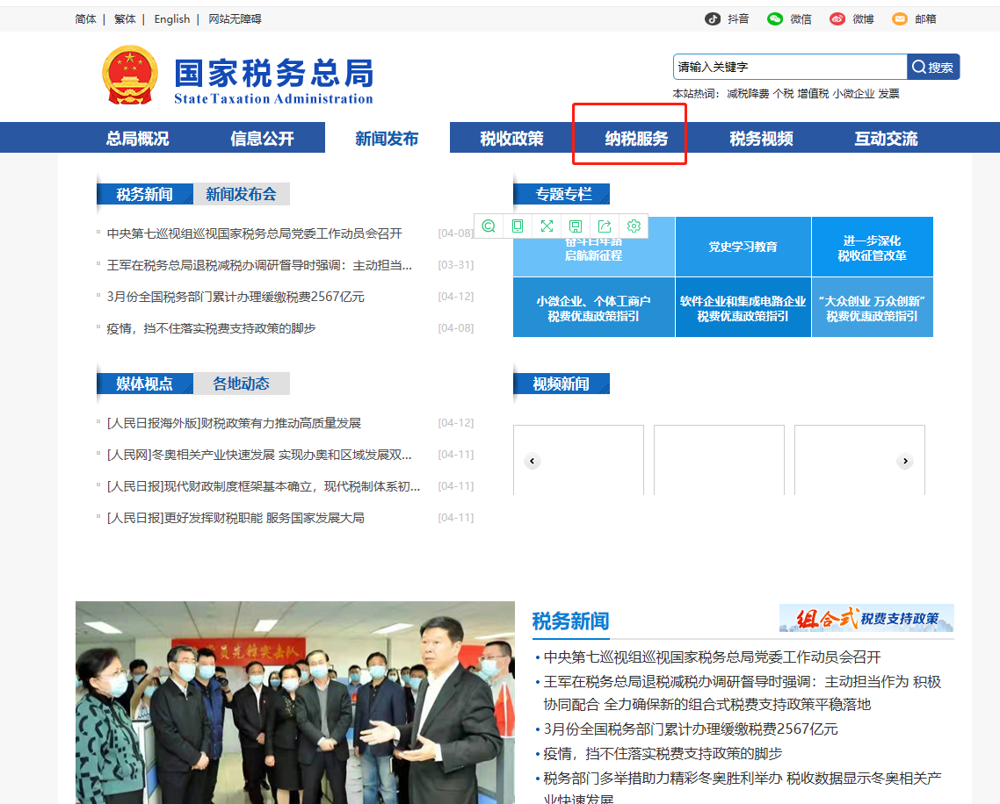 简体 | 繁体 | English | 网站无障碍
抖音 微信 微博 邮箱
国家税务总局
State Taxation Administration
请输入关键字 搜索
本站热词: 减税降费 个税 增值税 小微企业 发票
总局概况 信息公开 新闻发布 税收政策 纳税服务 税务视频 互动交流
税务新闻 新闻发布会
中央第七巡视组巡视国家税务总局党委工作动员会召开 [04-08]
王军在税务总局退税减税办调研督导时强调：主动担当... [03-31]
3月份全国税务部门累计办理缓缴税费2567亿元 [04-12]
疫情，挡不住落实税费支持政策的脚步 [04-08]
专题专栏
奋斗百年路
启航新征程
党史学习教育
进一步深化
税收征管改革
小微企业、个体工商户
税费优惠政策指引
软件企业和集成电路企业
税费优惠政策指引
“大众创业 万众创新”
税费优惠政策指引
媒体视点 各地动态
[人民日报海外版]财税政策有力推动高质量发展 [04-12]
[人民网]冬奥相关产业快速发展 实现办奥和区域发展双... [04-11]
[人民日报]现代财政制度框架基本确立，现代税制体系初... [04-11]
[人民日报]更好发挥财税职能 服务国家发展大局 [04-11]
视频新闻
员先锋突击队
税务新闻
组合式税费支持政策
中央第七巡视组巡视国家税务总局党委工作动员会召开
王军在税务总局退税减税办调研督导时强调：主动担当作为 积极
协同配合 全力确保新的组合式税费支持政策平稳落地
3月份全国税务部门累计办理缓缴税费2567亿元
疫情，挡不住落实税费支持政策的脚步
税务部门多举措助力精彩冬奥胜利举办 税收数据显示冬奥相关产
业快速发展